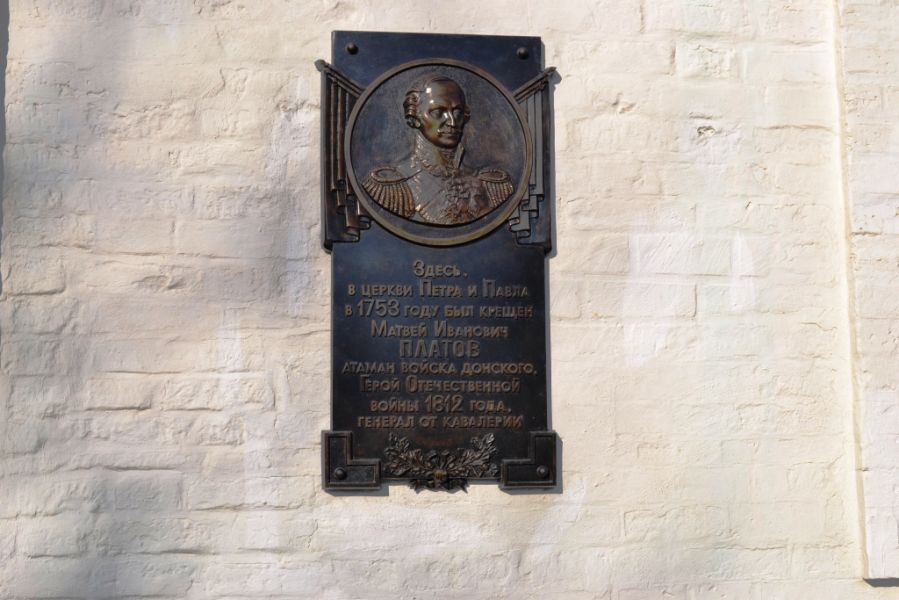 Здесь,
в церкви Петра и Павла
в 1753 году был крещен
Матвей Иванович
ПЛАТОВ
атаман войска донского,
Герой Отечественной
войны 1812 года,
генерал от кавалерии